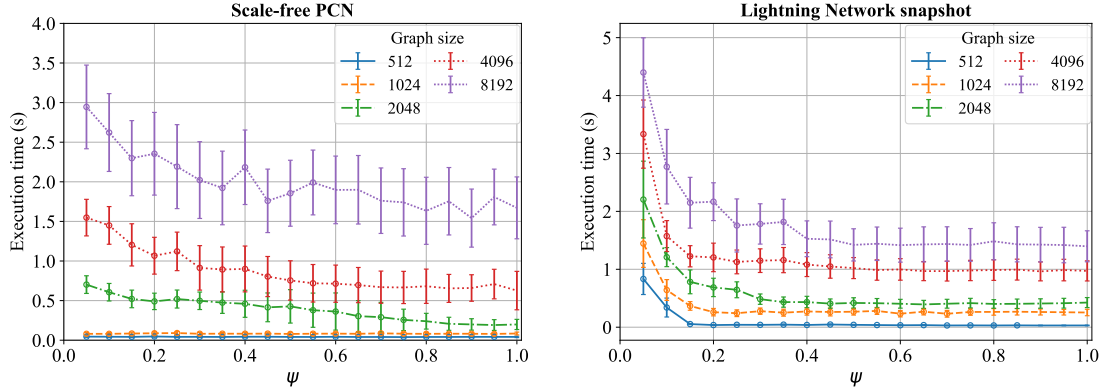 Scale-free PCN
Execution time (s)
4.0
3.5
3.0
2.5
2.0
1.5
1.0
0.5
0.0
Graph size
512
1024
2048
4096
8192
0.0 0.2 0.4 0.6 0.8 1.0
ψ
Lightning Network snapshot
Execution time (s)
5
4
3
2
1
0
Graph size
512
1024
2048
4096
8192
0.0 0.2 0.4 0.6 0.8 1.0
ψ